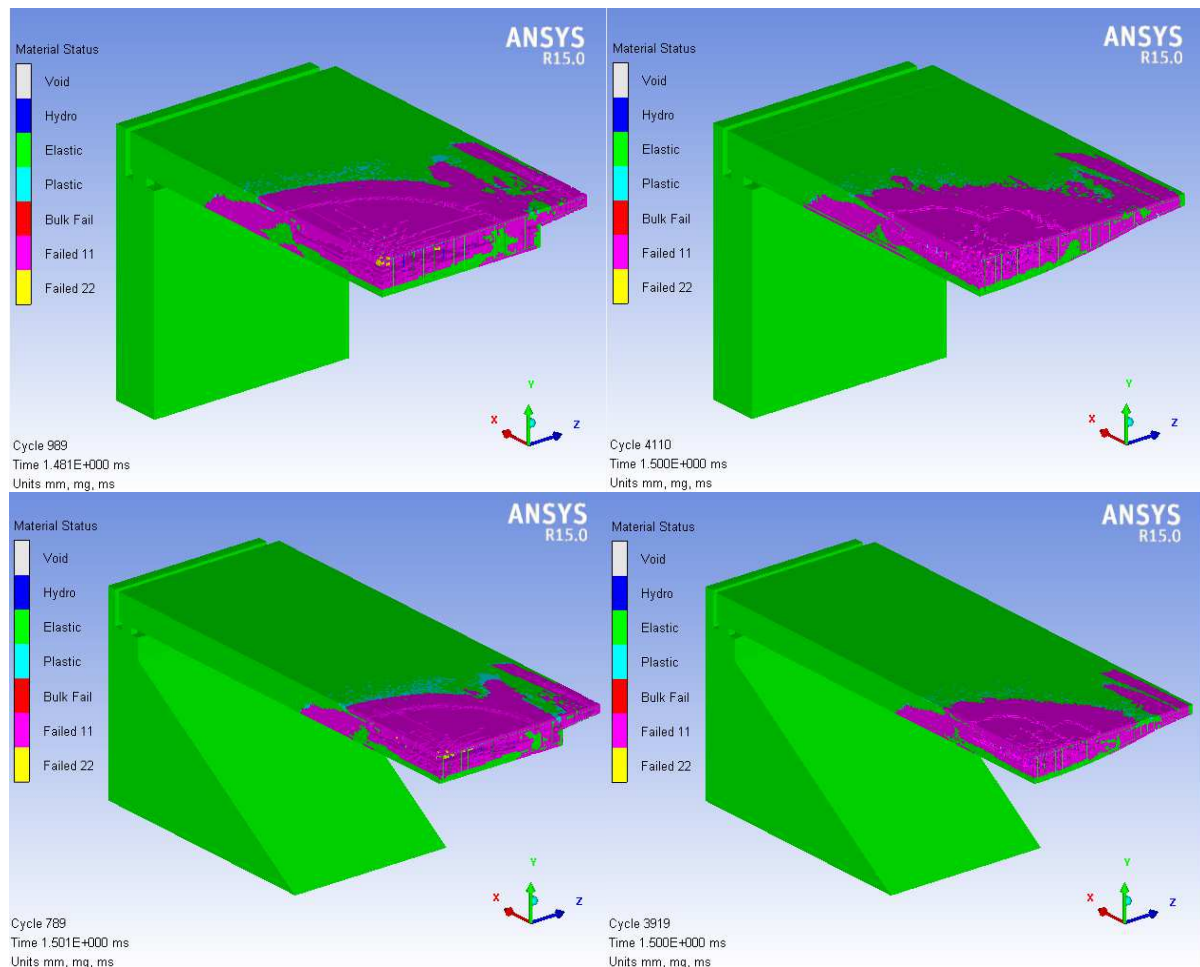 ANSYS
R15.0
Material Status
Void
Hydro
Elastic
Plastic
Bulk Fail
Failed 11
Failed 22
Y
X
Z
Cycle 989
Time 1.481E+000 ms
Units mm, mg, ms
ANSYS
R15.0
Material Status
Void
Hydro
Elastic
Plastic
Bulk Fail
Failed 11
Failed 22
Y
X
Z
Cycle 4110
Time 1.500E+000 ms
Units mm, mg, ms
ANSYS
R15.0
Material Status
Void
Hydro
Elastic
Plastic
Bulk Fail
Failed 11
Failed 22
Y
X
Z
Cycle 789
Time 1.501E+000 ms
Units mm, mg, ms
ANSYS
R15.0
Material Status
Void
Hydro
Elastic
Plastic
Bulk Fail
Failed 11
Failed 22
Y
X
Z
Cycle 3919
Time 1.500E+000 ms
Units mm, mg, ms